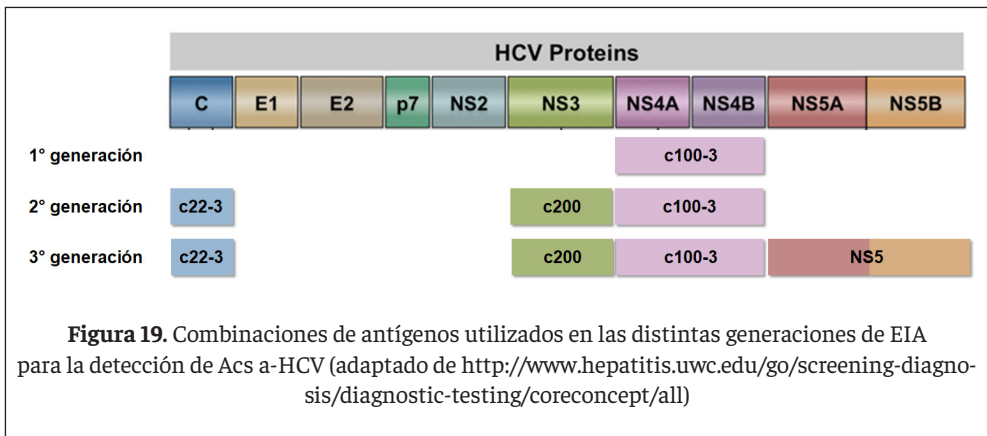 HCV Proteins
C E1 E2 p7 NS2 NS3 NS4A NS4B NS5A NS5B
1° generación c100-3
2° generación c22-3 c200 c100-3
3° generación c22-3 c200 c100-3 NS5
Figura 19. Combinaciones de antígenos utilizados en las distintas generaciones de EIA
para la detección de Acs a-HCV (adaptado de http://www.hepatitis.uwc.edu/go/screening-diagno-
sis/diagnostic-testing/coreconcept/all)